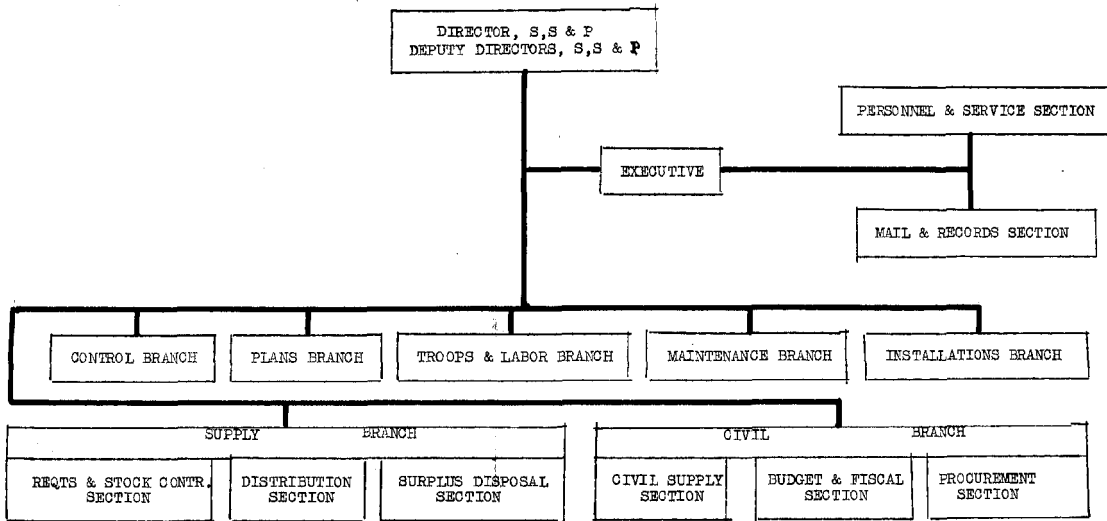 DIRECTOR, S,S & P
DEPUTY DIRECTORS, S,S & P
PERSONNEL & SERVICE SECTION
EXECUTIVE
MAIL & RECORDS SECTION
CONTROL BRANCH
PLANS BRANCH
TROOPS & LABOR BRANCH
MAINTENANCE BRANCH
INSTALLATIONS BRANCH
SUPPLY BRANCH
CIVIL BRANCH
REQTS & STOCK CONTR.
SECTION
DISTRIBUTION
SECTION
SURPLUS DISPOSAL
SECTION
CIVIL SUPPLY
SECTION
BUDGET & FISCAL
SECTION
PROCUREMENT
SECTION